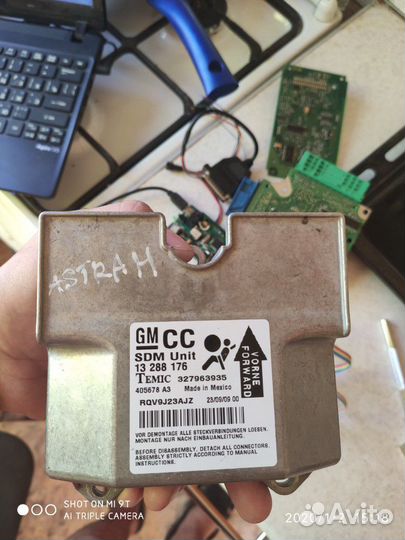 ASTRA H
GM CC
SDM Unit
13 288 176
TEMIC 327963935
405678 A3 Made in Mexico
RQV9J23AJZ 23/09/09 00
VORNE
FORWARD
VOR DEMONTAGE ALLE STECKVERBINDUNGEN LOESEN.
MONTAGE NUR NACH EINBAUANLEITUNG.
BEFORE DISASSEMBLY, DETACH ALL CONNECTORS.
ASSEMBLY STRICTLY ACCORDING TO MANUAL
INSTRUCTIONS.
SHOT ON MI 9T
AI TRIPLE CAMERA
Avito